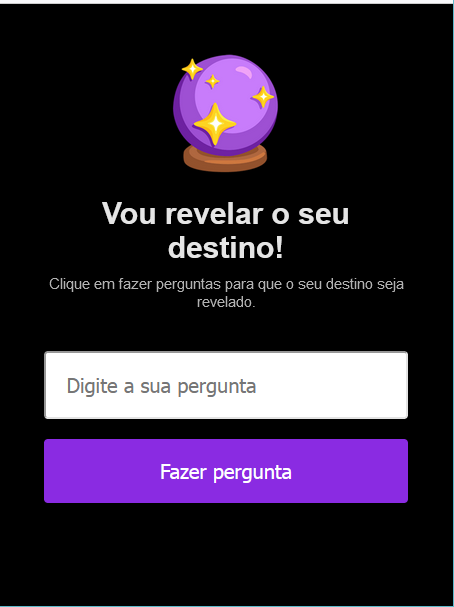 Vou revelar o seu
destino!
Clique em fazer perguntas para que o seu destino seja
revelado.
Digite a sua pergunta
Fazer pergunta